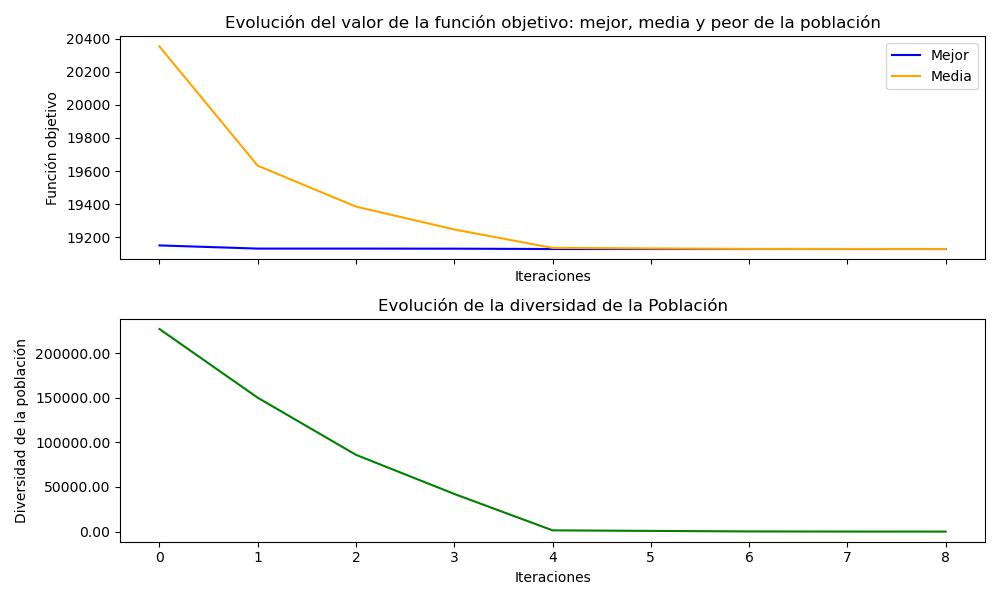 Evolución del valor de la función objetivo: mejor, media y peor de la población
20400
20200
20000
19800
19600
19400
19200
Función objetivo
Mejor
Media
Iteraciones
Evolución de la diversidad de la Población
200000.00
150000.00
100000.00
50000.00
0.00
Diversidad de la población
0 1 2 3 4 5 6 7 8
Iteraciones